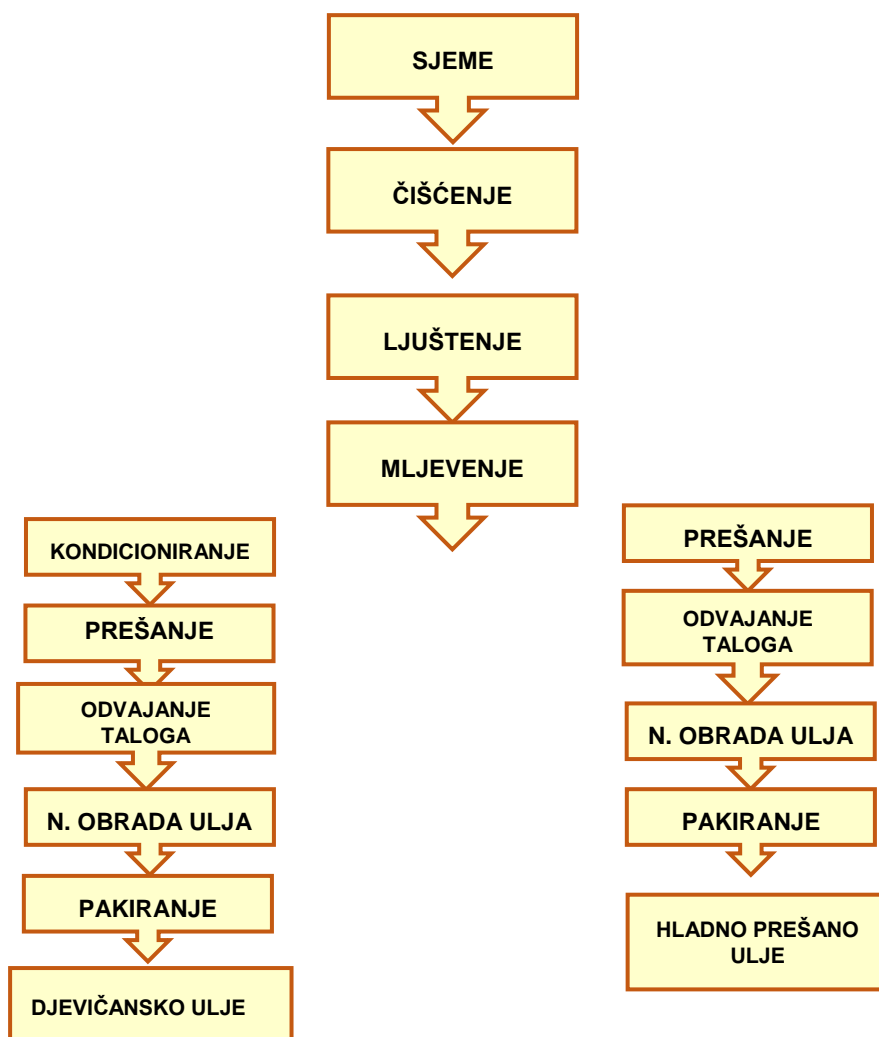 SJEME
ČIŠĆENJE
LJUŠTENJE
MLJEVENJE
KONDICIONIRANJE
PREŠANJE
ODVAJANJE
TALOGA
N. OBRADA ULJA
PAKIRANJE
DJEVIČANSKO ULJE
PREŠANJE
ODVAJANJE
TALOGA
N. OBRADA ULJA
PAKIRANJE
HLADNO PREŠANO
ULJE